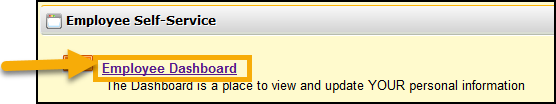 Employee Self-Service
Employee Dashboard
The Dashboard is a place to view and update YOUR personal information